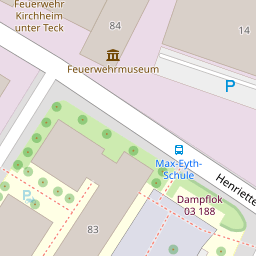 Feuerwehr
Kirchheim
unter Teck
84
14
Feuerwehrmuseum
P
Max-Eyth-
Schule
Henriette
Dampflok
03 188
P
83